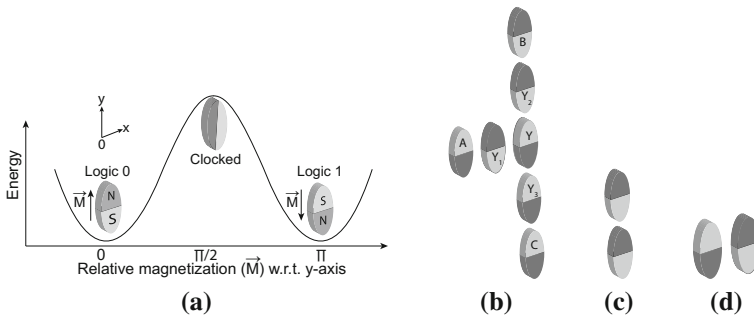 y
x
0
Energy
Logic 0
M
N
S
Clocked
Logic 1
M
S
N
0
π/2
π
Relative magnetization (M) w.r.t. y-axis
(a)
B
Y2
A
Y1
Y
Y3
C
(b)
(c)
(d)